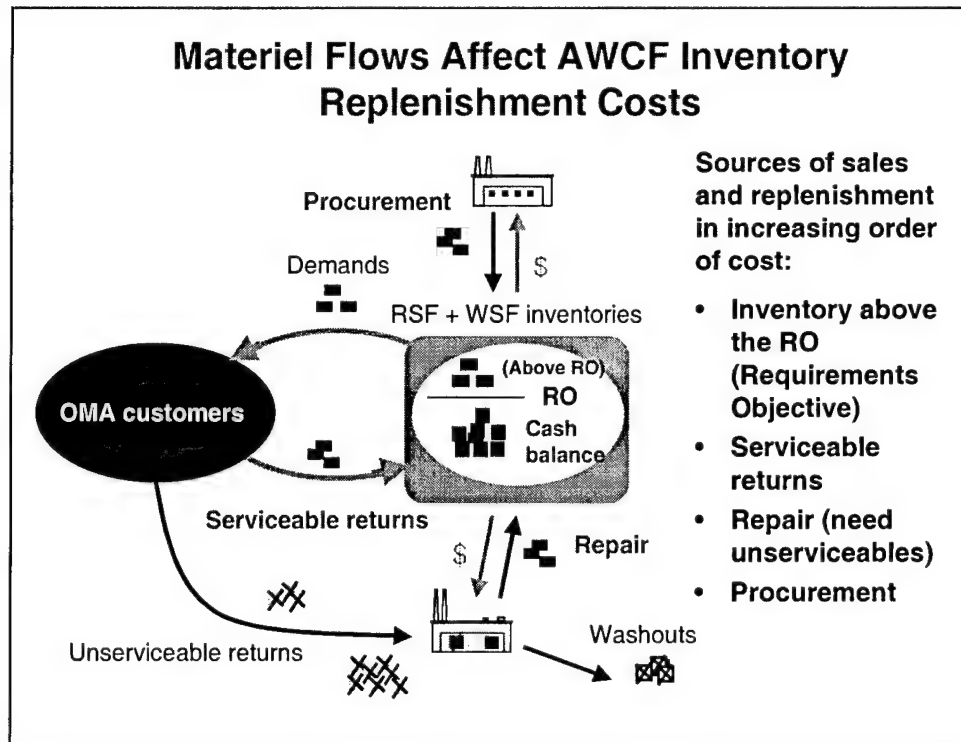 Materiel Flows Affect AWCF Inventory
Replenishment Costs
Procurement
$
Demands
RSF + WSF inventories
(Above RO)
RO
Cash
balance
OMA customers
Serviceable returns
$
Repair
Unserviceable returns
Washouts
Sources of sales
and replenishment
in increasing order
of cost:
• Inventory above
the RO
(Requirements
Objective)
• Serviceable
returns
• Repair (need
unserviceables)
• Procurement